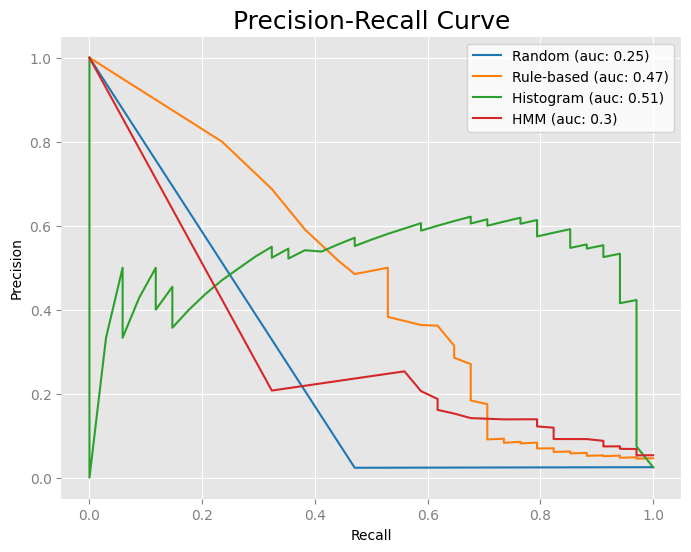 Precision-Recall Curve
Random (auc: 0.25)
Rule-based (auc: 0.47)
Histogram (auc: 0.51)
HMM (auc: 0.3)
Precision
1.0
0.8
0.6
0.4
0.2
0.0
0.0 0.2 0.4 0.6 0.8 1.0
Recall